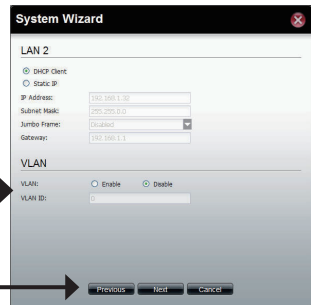 System Wizard
LAN 2
DHCP Client
Static IP
IP Address: 192.168.1.32
Subnet Mask: 255.255.0.0
Jumbo Frame: Disabled
Gateway: 192.168.1.1
VLAN
VLAN: Enable Disable
VLAN ID: 0
Previous Next Cancel